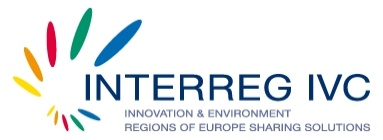 INTERREG IVC
INNOVATION & ENVIRONMENT
REGIONS OF EUROPE SHARING SOLUTIONS